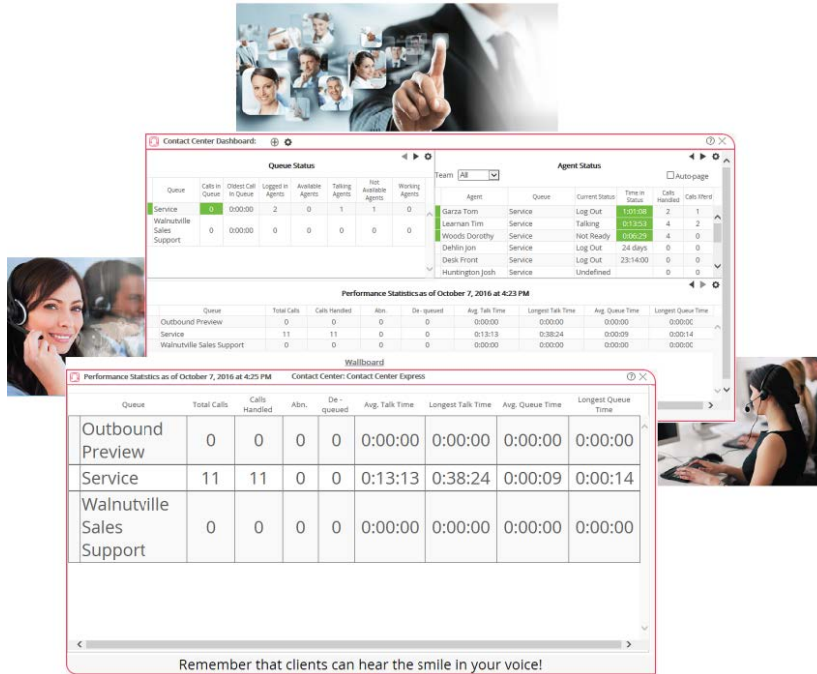 Contact Center Dashboard:
Queue Status
Queue Calls in Queue Oldest Call in Queue Logged in Agents Available Agents Talking Agents Not Available Agents Working Agents
Service 0 0:00:00 2 0 1 1 0
Walnutville Sales Support 0 0:00:00 0 0 0 0 0
Agent Status
Team All Auto-page
Agent Queue Current Status Time in Status Calls Handled Calls Xferd
Garza Tom Service Log Out 1:01:08 2 1
Learnan Tim Service Talking 0:13:53 4 2
Woods Dorothy Service Not Ready 0:06:29 4 0
Dehlin Jon Service Log Out 24 days 0 0
Desk Front Service Log Out 23:14:00 0 0
Huntington Josh Service Undefined 0 0
Performance Statistics as of October 7, 2016 at 4:23 PM
Queue Total Calls Calls Handled Abn. De- queued Avg. Talk Time Longest Talk Time Avg. Queue Time Longest Queue Time
Outbound Preview 0 0 0 0 0:00:00 0:00:00 0:00:00 0:00:00
Service 11 11 0 0 0:13:13 0:38:24 0:00:09 0:00:14
Walnutville Sales Support 0 0 0 0 0:00:00 0:00:00 0:00:00 0:00:00
Wallboard
Performance Statistics as of October 7, 2016 at 4:25 PM Contact Center: Contact Center Express
Queue Total Calls Calls Handled Abn. De - queued Avg. Talk Time Longest Talk Time Avg. Queue Time Longest Queue Time
Outbound Preview 0 0 0 0 0:00:00 0:00:00 0:00:00 0:00:00
Service 11 11 0 0 0:13:13 0:38:24 0:00:09 0:00:14
Walnutville Sales Support 0 0 0 0 0:00:00 0:00:00 0:00:00 0:00:00
Remember that clients can hear the smile in your voice!